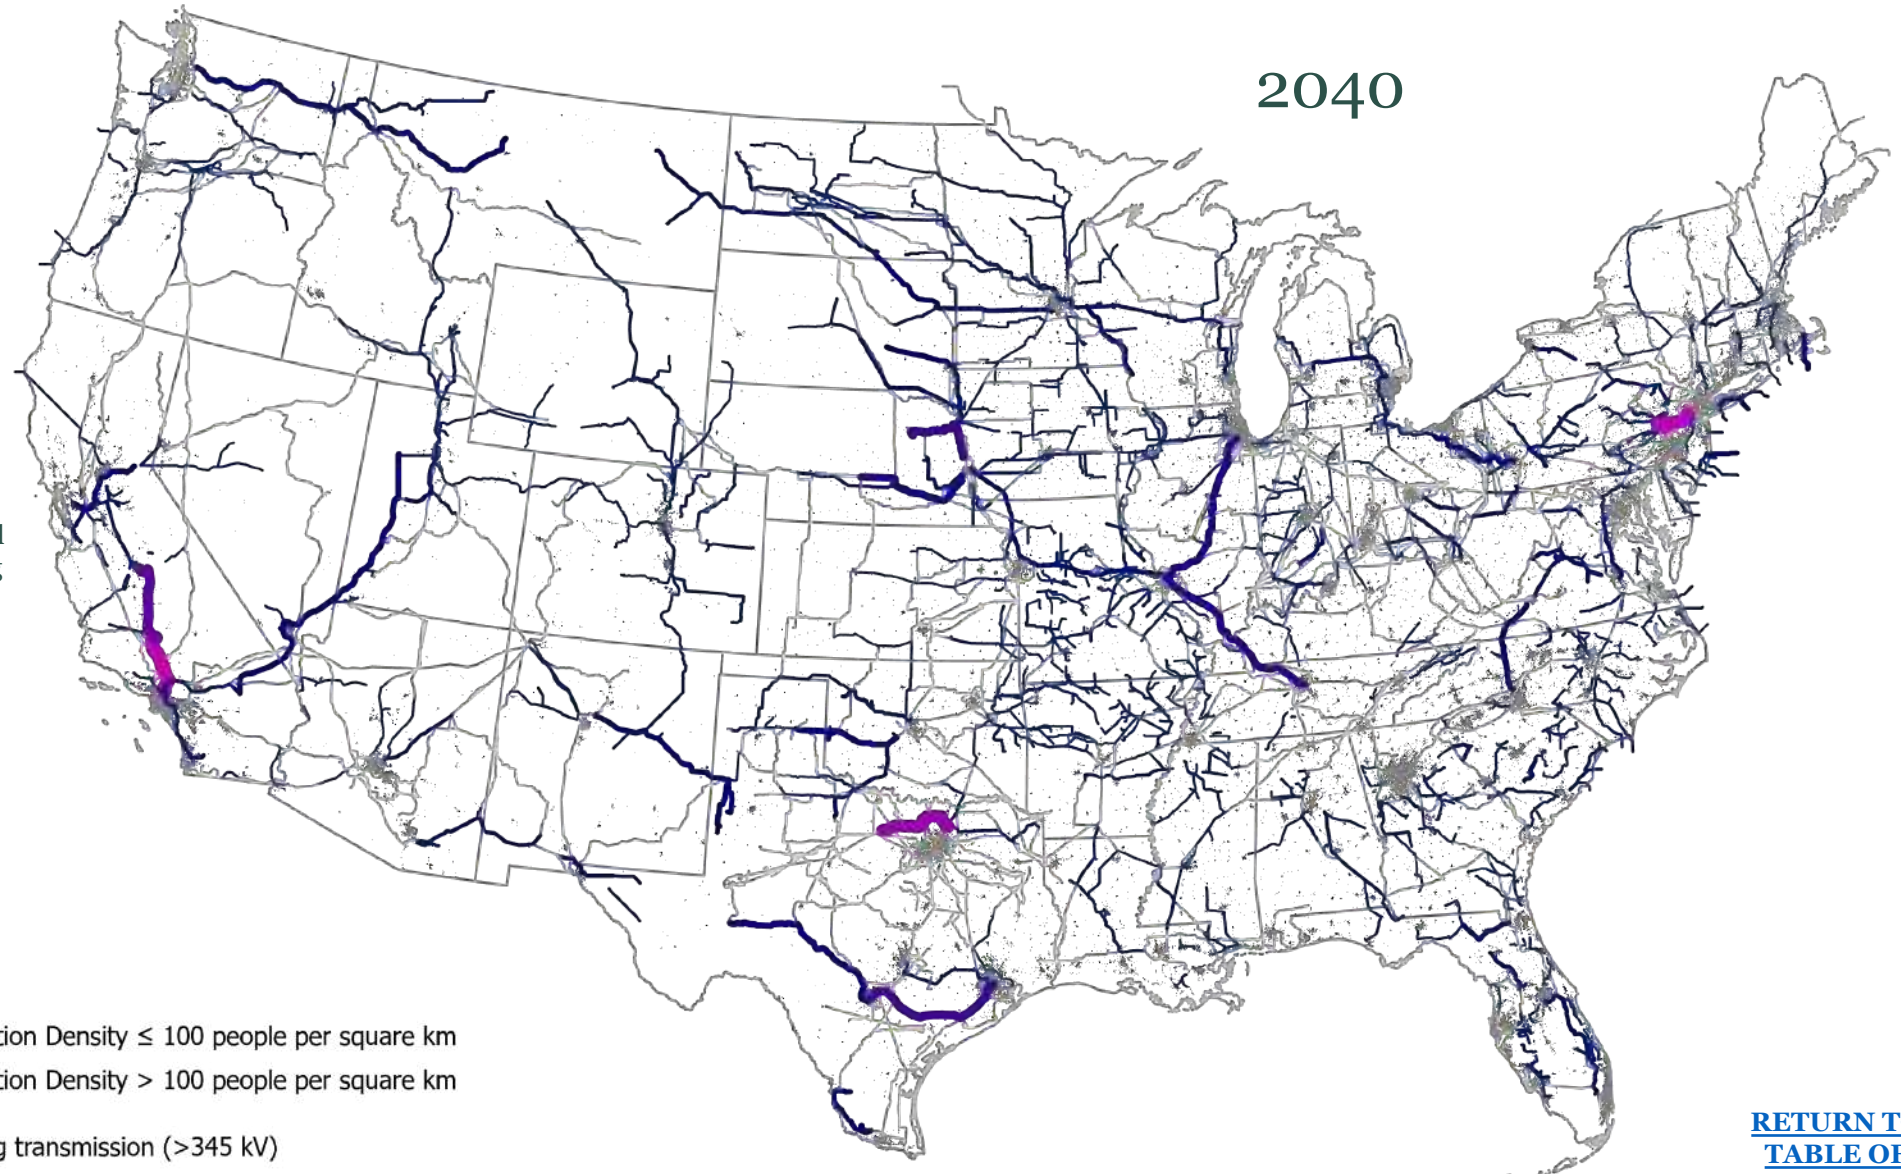 2040
tion Density ≤ 100 people per square km
tion Density > 100 people per square km
g transmission (>345 kV)
RETURN T
TABLE OF